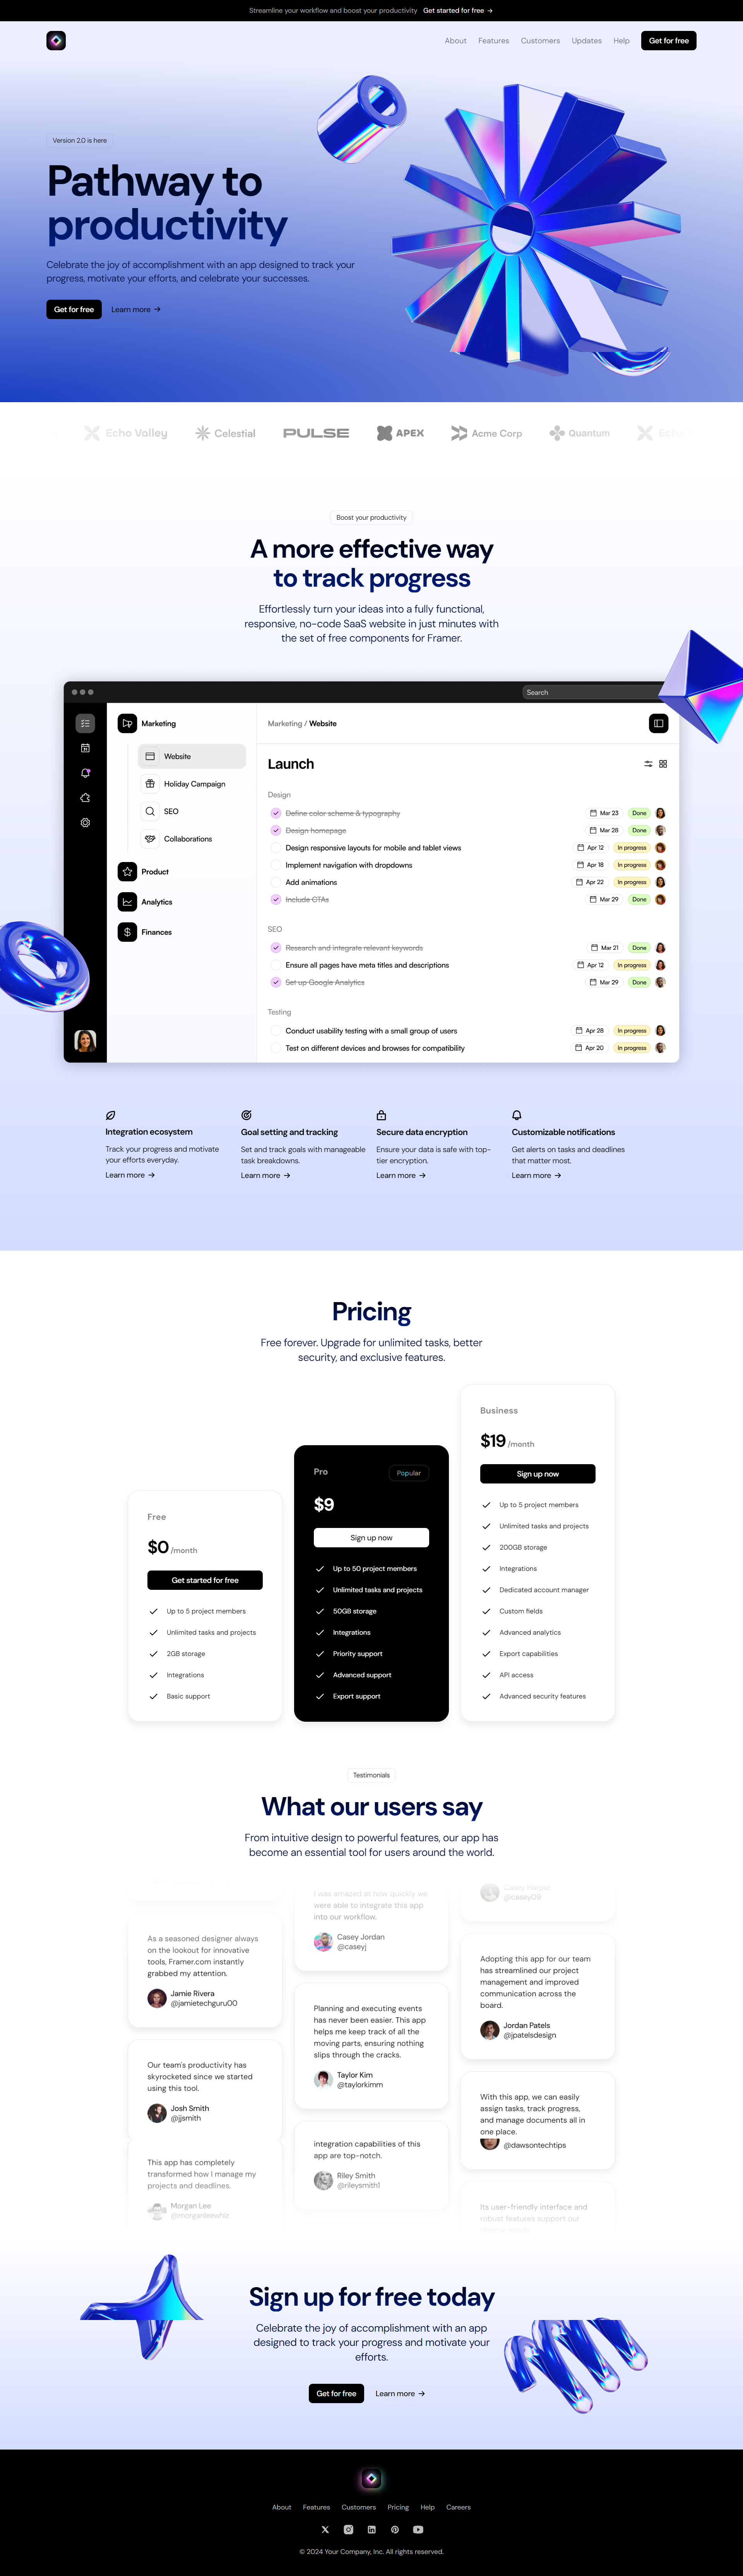 Streamline your workflow and boost your productivity Get started for free →
About Features Customers Updates Help Get for free
Version 2.0 is here
Pathway to
productivity
Celebrate the joy of accomplishment with an app designed to track your
progress, motivate your efforts, and celebrate your successes.
Get for free Learn more →
Echo Valley Celestial PULSE APEX Acme Corp Quantum
Boost your productivity
A more effective way
to track progress
Effortlessly turn your ideas into a fully functional,
responsive, no-code SaaS website in just minutes with
the set of free components for Framer.
Search
Marketing
Website
Holiday Campaign
SEO
Collaborations
Product
Analytics
Finances
Marketing / Website
Launch
Design
Define color scheme & typography Mar 23 Done
Design homepage Mar 28 Done
Design responsive layouts for mobile and tablet views Apr 12 In progress
Implement navigation with dropdowns Apr 18 In progress
Add animations Apr 22 In progress
Include CTAs Mar 29 Done
SEO
Research and integrate relevant keywords Mar 21 Done
Ensure all pages have meta titles and descriptions Apr 12 In progress
Set up Google Analytics Mar 29 Done
Testing
Conduct usability testing with a small group of users Apr 28 In progress
Test on different devices and browses for compatibility Apr 20 In progress
Integration ecosystem
Track your progress and motivate
your efforts everyday.
Learn more →
Goal setting and tracking
Set and track goals with manageable
task breakdowns.
Learn more →
Secure data encryption
Ensure your data is safe with top-
tier encryption.
Learn more →
Customizable notifications
Get alerts on tasks and deadlines
that matter most.
Learn more →
Pricing
Free forever. Upgrade for unlimited tasks, better
security, and exclusive features.
Free
$0 /month
Get started for free
Up to 5 project members
Unlimited tasks and projects
2GB storage
Integrations
Basic support
Pro Popular
$9
Sign up now
Up to 50 project members
Unlimited tasks and projects
50GB storage
Integrations
Priority support
Advanced support
Export support
Business
$19 /month
Sign up now
Up to 5 project members
Unlimited tasks and projects
200GB storage
Integrations
Dedicated account manager
Custom fields
Advanced analytics
Export capabilities
API access
Advanced security features
Testimonials
What our users say
From intuitive design to powerful features, our app has
become an essential tool for users around the world.
As a seasoned designer always
on the lookout for innovative
tools, Framer.com instantly
grabbed my attention.
Jamie Rivera
@jamietechguru00
Our team's productivity has
skyrocketed since we started
using this tool.
Josh Smith
@jjsmith
This app has completely
transformed how I manage my
projects and deadlines.
Morgan Lee
@morganleewhiz
I was amazed at how quickly we
were able to integrate this app
into our workflow.
Casey Jordan
@caseyj
Planning and executing events
has never been easier. This app
helps me keep track of all the
moving parts, ensuring nothing
slips through the cracks.
Taylor Kim
@taylorkimm
integration capabilities of this
app are top-notch.
Riley Smith
@rileysmith1
Casey Harper
@casey09
Adopting this app for our team
has streamlined our project
management and improved
communication across the
board.
Jordan Patels
@jpatelsdesign
With this app, we can easily
assign tasks, track progress,
and manage documents all in
one place.
@dawsontechtips
Its user-friendly interface and
robust features support our
Sign up for free today
Celebrate the joy of accomplishment with an app
designed to track your progress and motivate your
efforts.
Get for free Learn more →
About Features Customers Pricing Help Careers
© 2024 Your Company, Inc. All rights reserved.